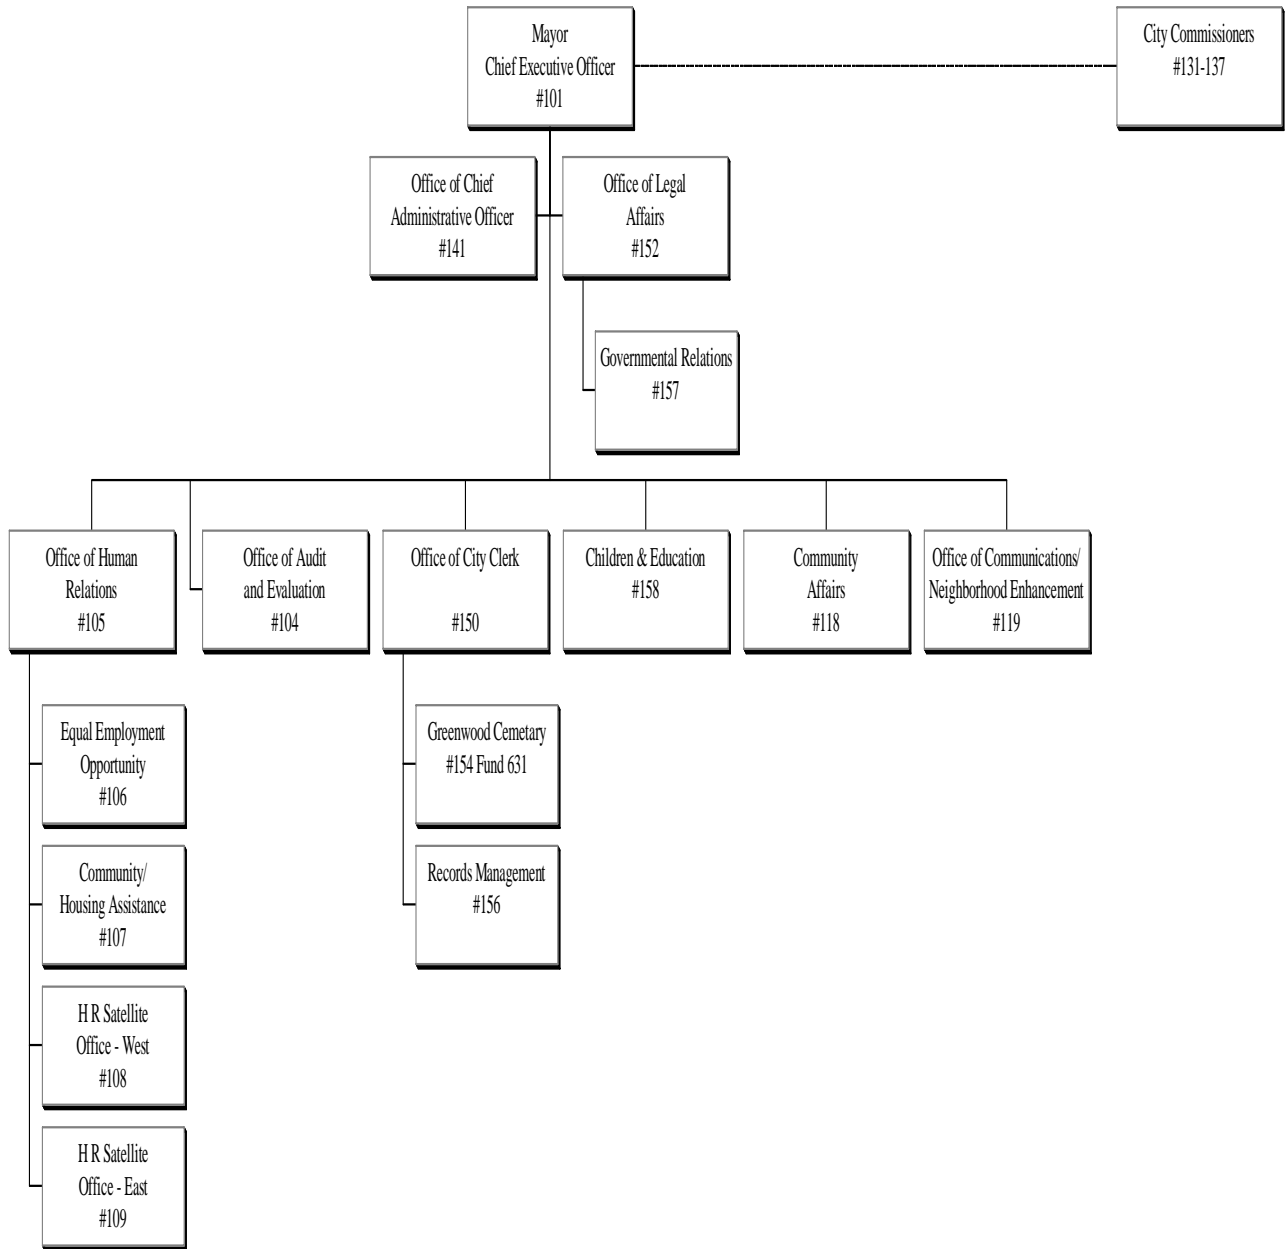 Mayor
Chief Executive Officer
#101
City Commissioners
#131-137
Office of Chief
Administrative Officer
#141
Office of Legal
Affairs
#152
Governmental Relations
#157
Office of Human
Relations
#105
Office of Audit
and Evaluation
#104
Office of City Clerk
#150
Children & Education
#158
Community
Affairs
#118
Office of Communications/
Neighborhood Enhancement
#119
Equal Employment
Opportunity
#106
Community/
Housing Assistance
#107
H R Satellite
Office - West
#108
H R Satellite
Office - East
#109
Greenwood Cemetary
#154 Fund 631
Records Management
#156